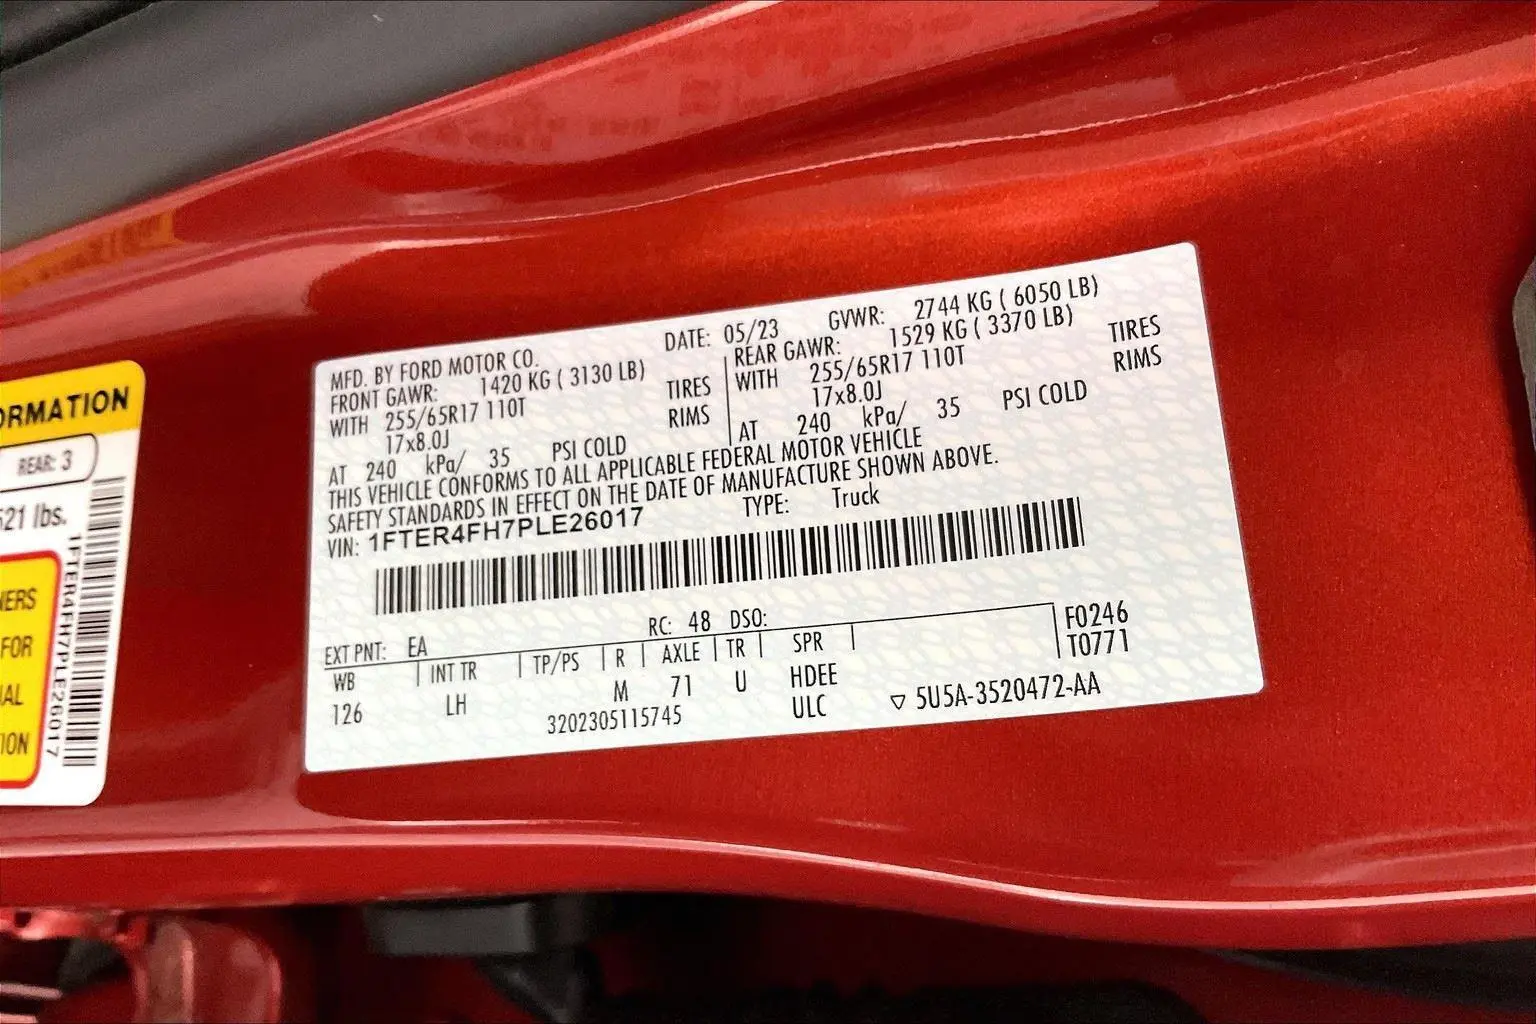 ORMATION
REAR: 3
521 lbs.
NERS
FOR
AL
ION
1FTER4FH7PLE26017
MFD. BY FORD MOTOR CO.
DATE: 05/23 GVWR: 2744 KG ( 6050 LB)
FRONT GAWR: 1420 KG ( 3130 LB)
REAR GAWR: 1529 KG ( 3370 LB)
WITH 255/65R17 110T TIRES
WITH 255/65R17 110T TIRES
17x8.0J RIMS
17x8.0J RIMS
AT 240 kPa/ 35 PSI COLD
AT 240 kPa/ 35 PSI COLD
THIS VEHICLE CONFORMS TO ALL APPLICABLE FEDERAL MOTOR VEHICLE
SAFETY STANDARDS IN EFFECT ON THE DATE OF MANUFACTURE SHOWN ABOVE.
VIN: 1FTER4FH7PLE26017 TYPE: Truck
EXT PNT: EA RC: 48 DSO: F0246
WB INT TR TP/PS R AXLE TR SPR T0771
126 LH M 71 U HDEE
3202305115745 ULC ▽ 5U5A-3520472-AA